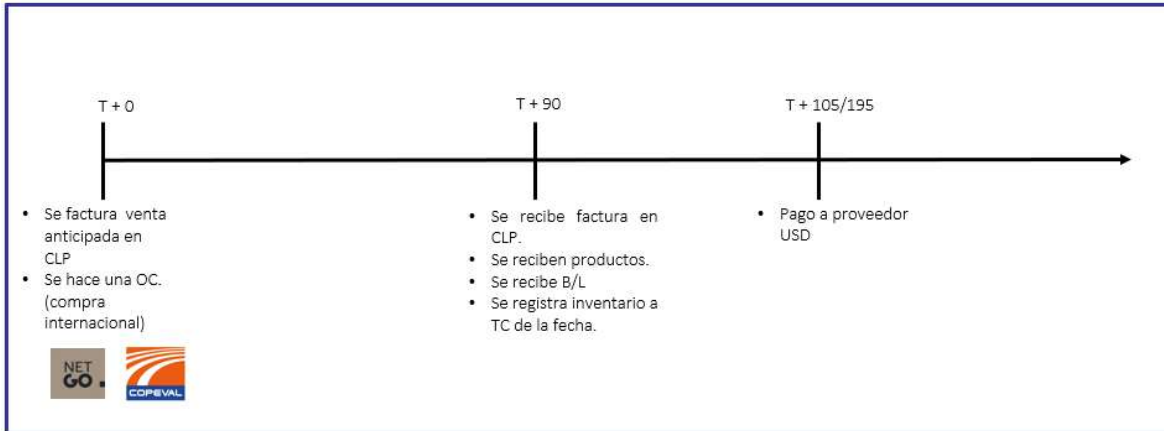 T + 0
T + 90
T + 105/195
• Se factura venta
anticipada en
CLP
• Se hace una OC.
(compra
internacional)
• Se recibe factura en
CLP.
• Se reciben productos.
• Se recibe B/L
• Se registra inventario a
TC de la fecha.
• Pago a proveedor
USD
NET
GO.
COPEVAL